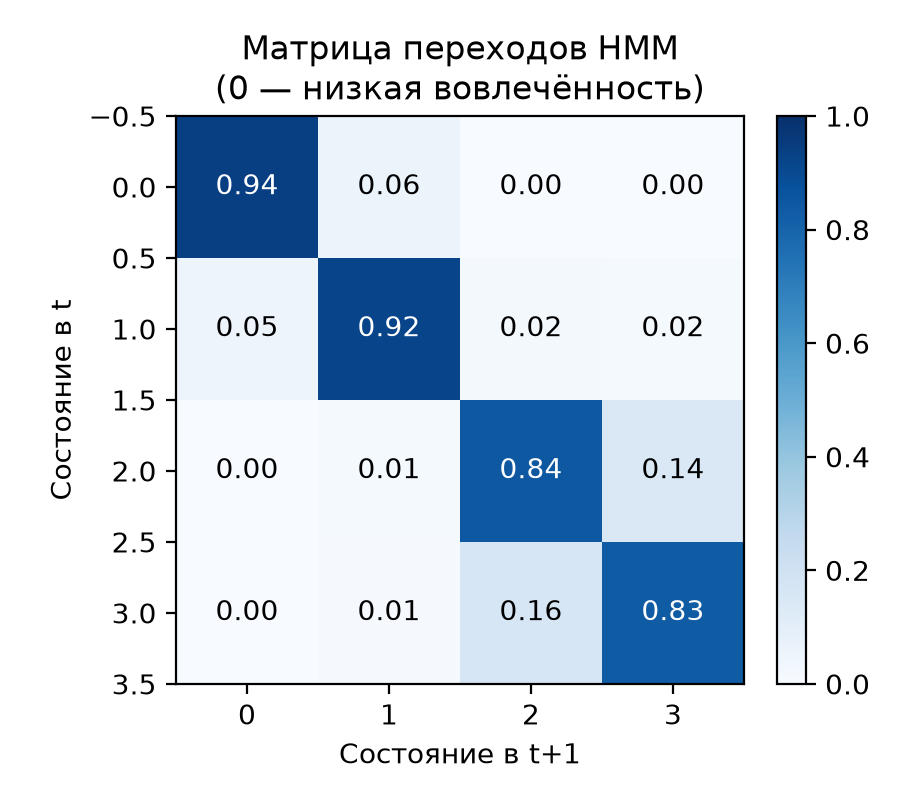 Матрица переходов HMM
(0 — низкая вовлечённость)
−0.5 1.0
0.0 0.94 0.06 0.00 0.00
0.8
0.5
Состояние в t
1.0 0.05 0.92 0.02 0.02
0.6
1.5
0.4
2.0 0.00 0.01 0.84 0.14
2.5
0.2
3.0 0.00 0.01 0.16 0.83
3.5 0.0
0 1 2 3
Состояние в t+1